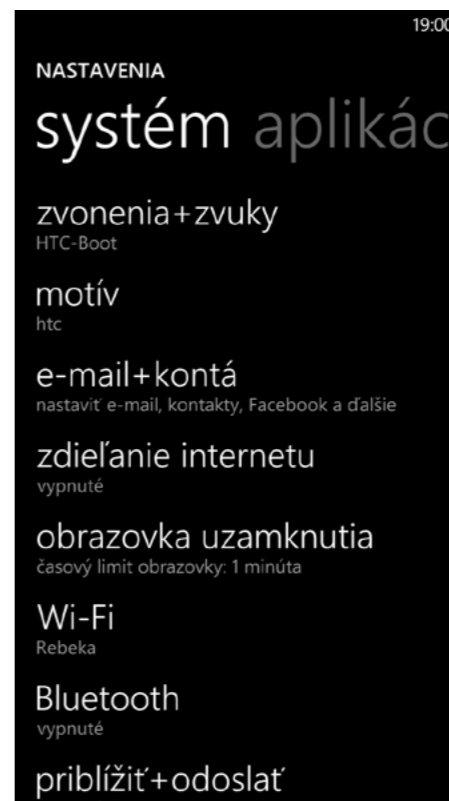 19:00
NASTAVENIA
systém aplikác
zvonenia+zvuky
HTC-Boot
motív
htc
e-mail+kontá
nastaviť e-mail, kontakty, Facebook a ďalšie
zdieľanie internetu
vypnuté
obrazovka uzamknutia
časový limit obrazovky: 1 minúta
Wi-Fi
Rebeka
Bluetooth
vypnuté
priblížiť+odoslať